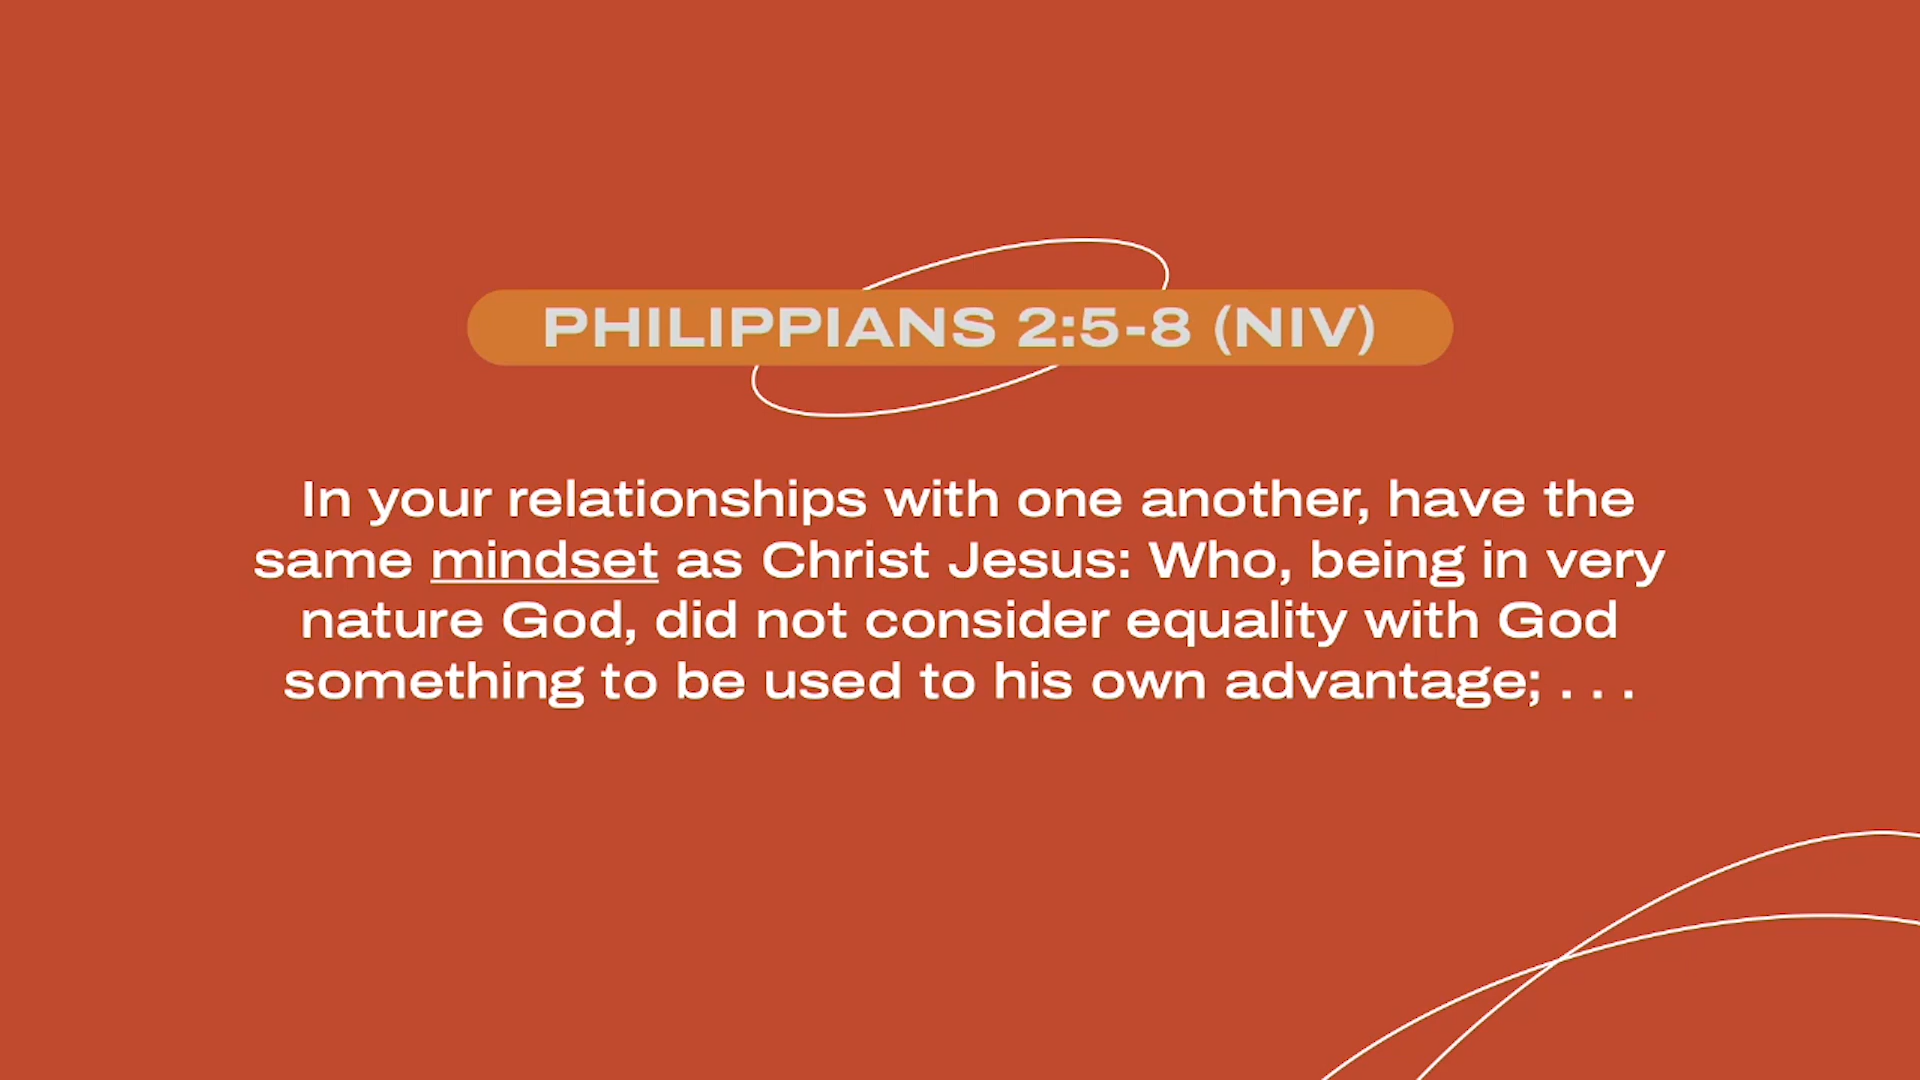 PHILIPPIANS 2:5-8 (NIV)
In your relationships with one another, have the
same mindset as Christ Jesus: Who, being in very
nature God, did not consider equality with God
something to be used to his own advantage; . . .